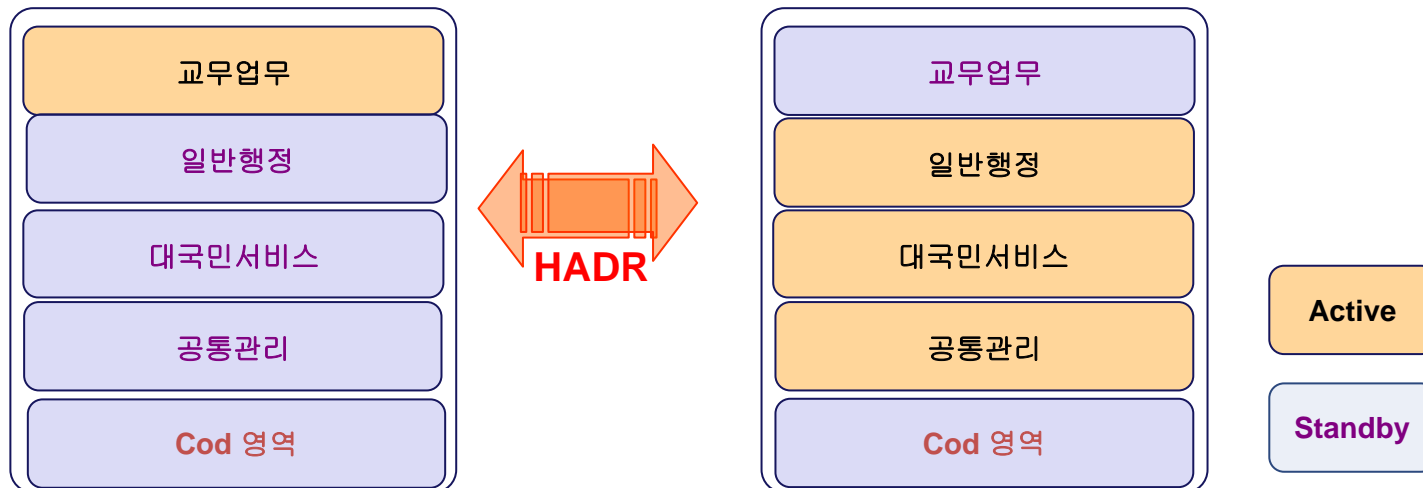 교무업무
일반행정
대국민서비스
공통관리
Cod 영역
HADR
교무업무
일반행정
대국민서비스
공통관리
Cod 영역
Active
Standby